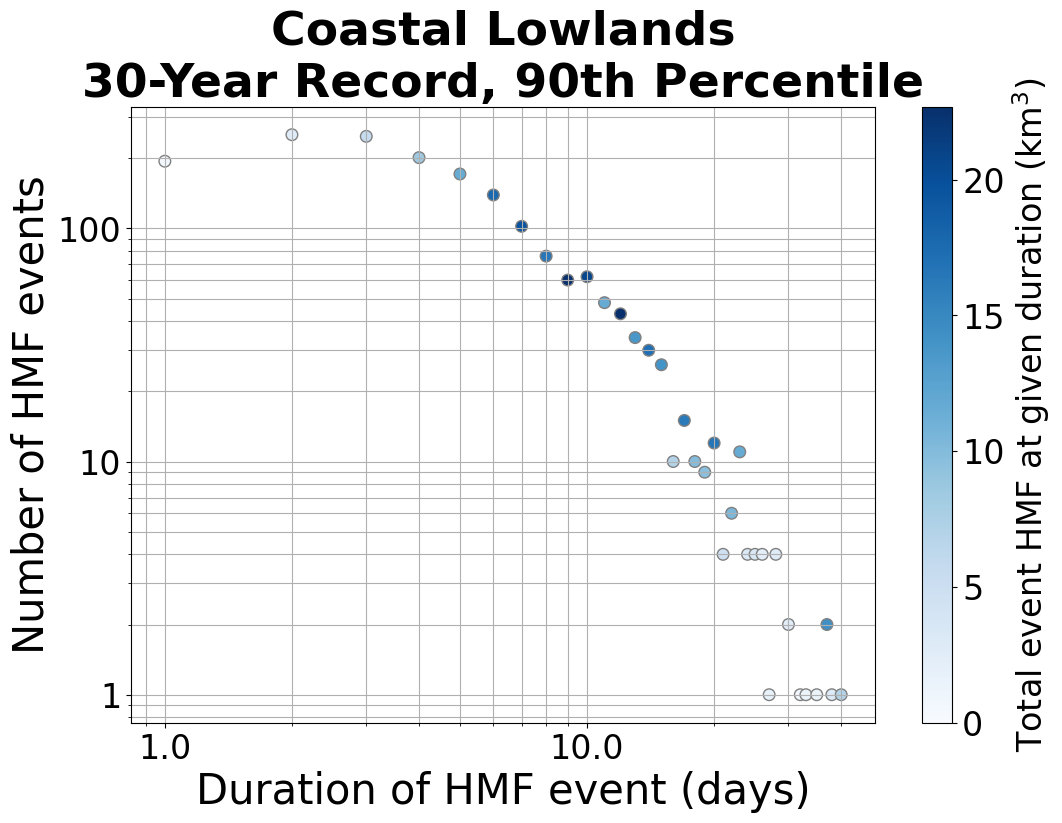 Coastal Lowlands
30-Year Record, 90th Percentile
Number of HMF events
100
10
1
1.0
10.0
Duration of HMF event (days)
20
15
10
5
0
Total event HMF at given duration (km³)